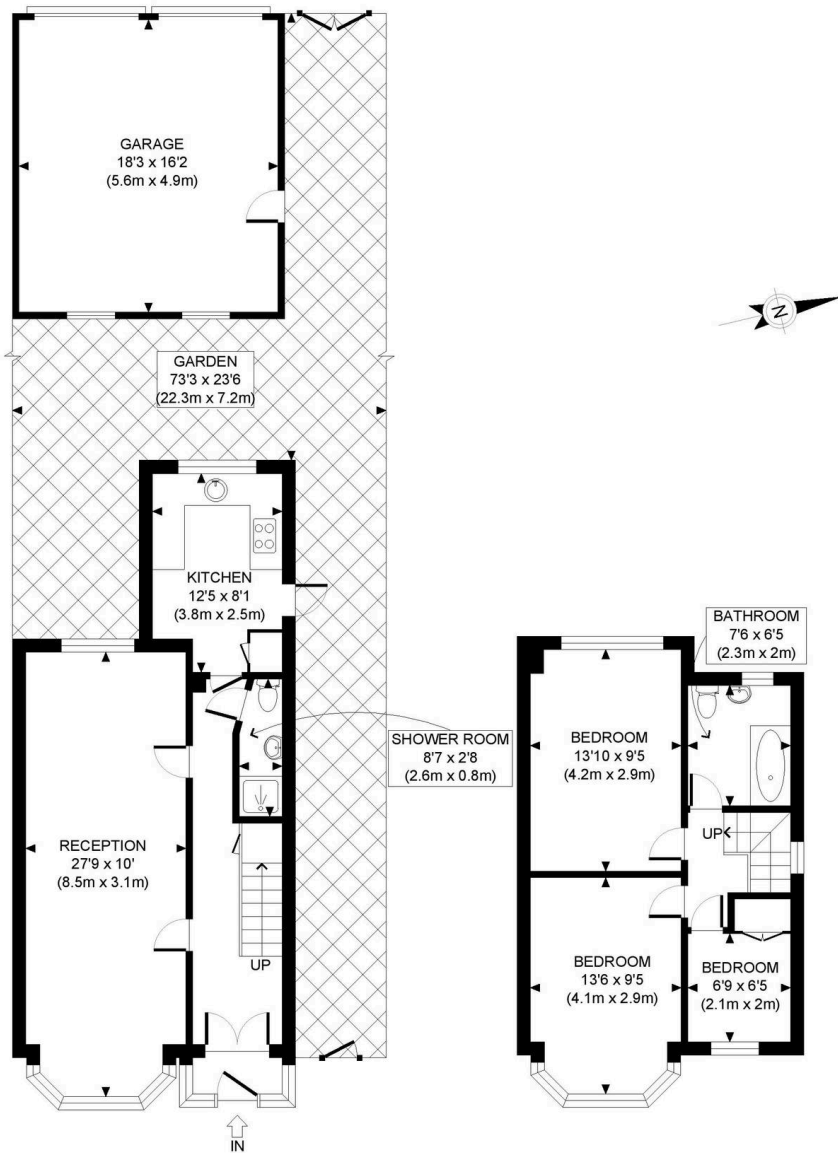 GARAGE
18'3 x 16'2
(5.6m x 4.9m)
N
GARDEN
73'3 x 23'6
(22.3m x 7.2m)
KITCHEN
12'5 x 8'1
(3.8m x 2.5m)
BATHROOM
7'6 x 6'5
(2.3m x 2m)
SHOWER ROOM
8'7 x 2'8
(2.6m x 0.8m)
BEDROOM
13'10 x 9'5
(4.2m x 2.9m)
UP
RECEPTION
27'9 x 10'
(8.5m x 3.1m)
UP
BEDROOM
13'6 x 9'5
(4.1m x 2.9m)
BEDROOM
6'9 x 6'5
(2.1m x 2m)
IN